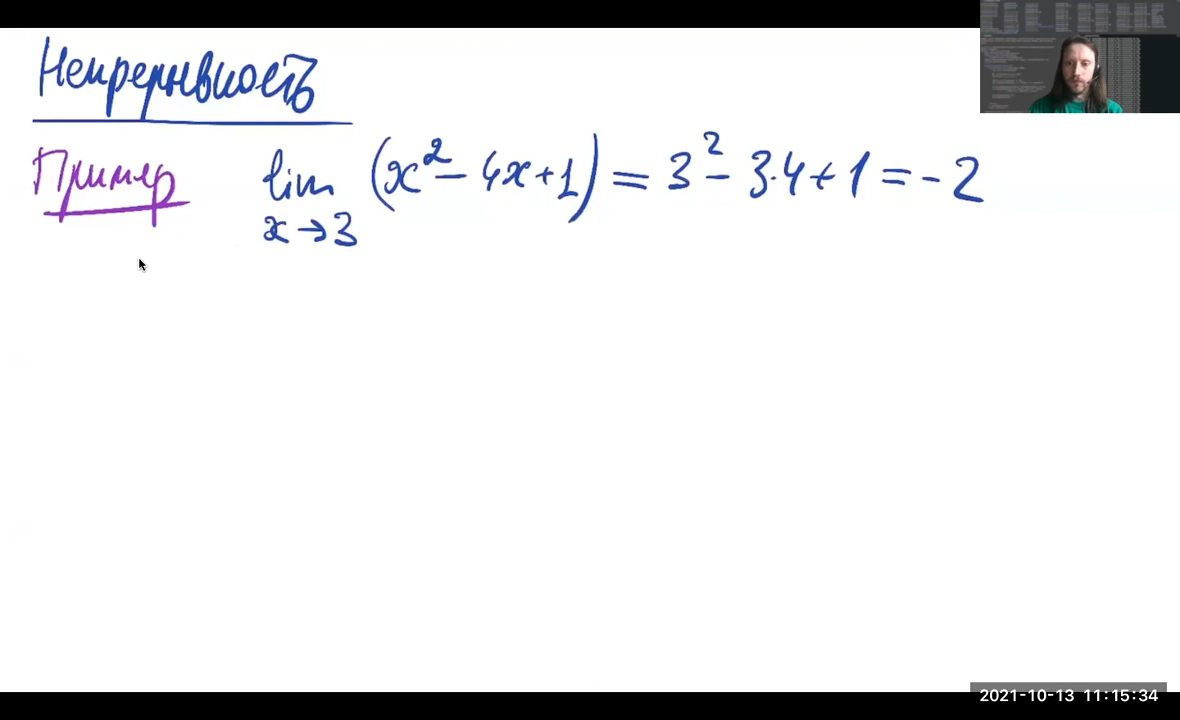 Непрерывность
Пример lim (x² - 4x + 1) = 3² - 3·4 + 1 = - 2
x → 3
2021-10-13 11:15:34